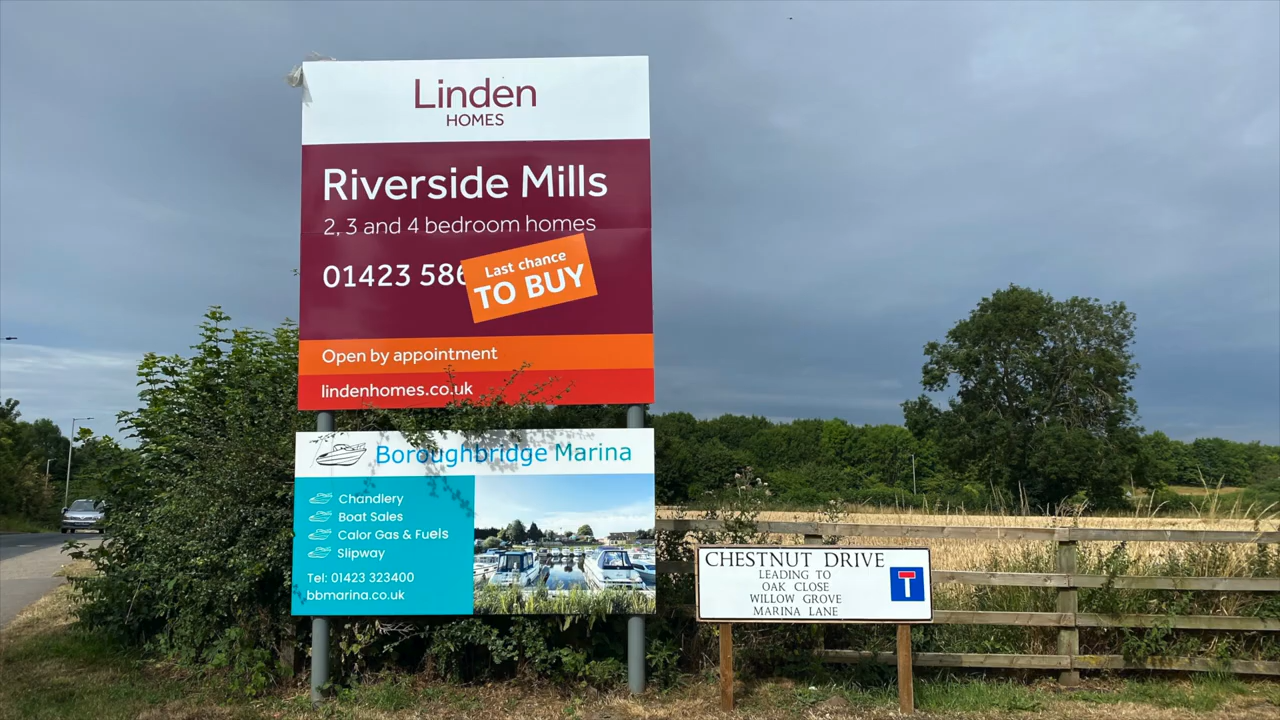 Linden
HOMES
Riverside Mills
2, 3 and 4 bedroom homes
01423 586
Last chance
TO BUY
Open by appointment
lindenhomes.co.uk
Boroughbridge Marina
Chandlery
Boat Sales
Calor Gas & Fuels
Slipway
Tel: 01423 323400
bbmarina.co.uk
CHESTNUT DRIVE
LEADING TO
OAK CLOSE
WILLOW GROVE
MARINA LANE